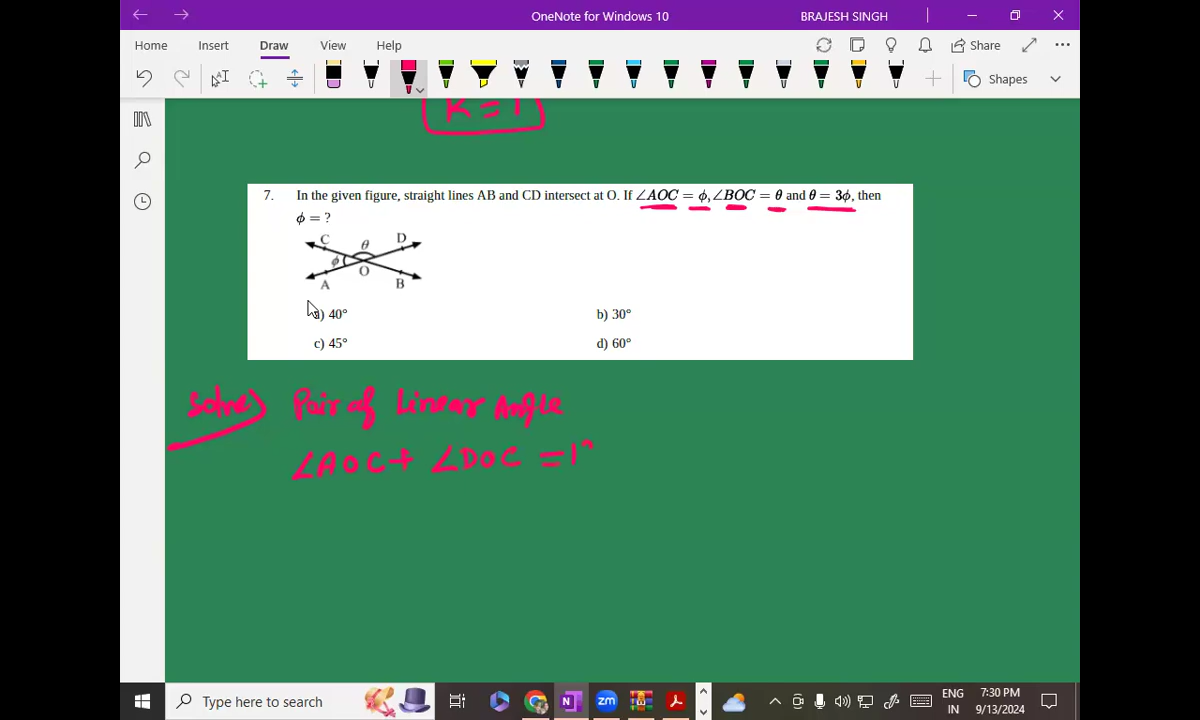 OneNote for Windows 10
BRAJESH SINGH
Home Insert Draw View Help
Share
Shapes
K = 1
7. In the given figure, straight lines AB and CD intersect at O. If ∠AOC = ϕ, ∠BOC = θ and θ = 3ϕ, then
ϕ = ?
C θ D
ϕ
O
A B
a) 40° b) 30°
c) 45° d) 60°
Solve) Pair of Linear Angle
∠AOC + ∠DOC = 1
Type here to search
zm
ENG
IN
7:30 PM
9/13/2024